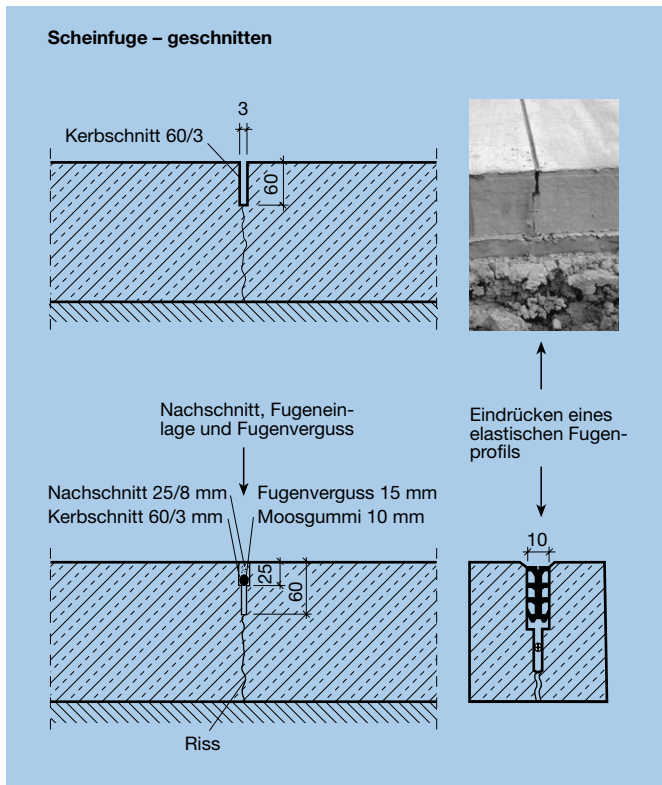 Scheinfuge – geschnitten
3
Kerbschnitt 60/3
60
Nachschnitt, Fugenein-
lage und Fugenverguss
Eindrücken eines
elastischen Fugen-
profils
Nachschnitt 25/8 mm
Fugenverguss 15 mm
Kerbschnitt 60/3 mm
Moosgummi 10 mm
25
60
10
Riss